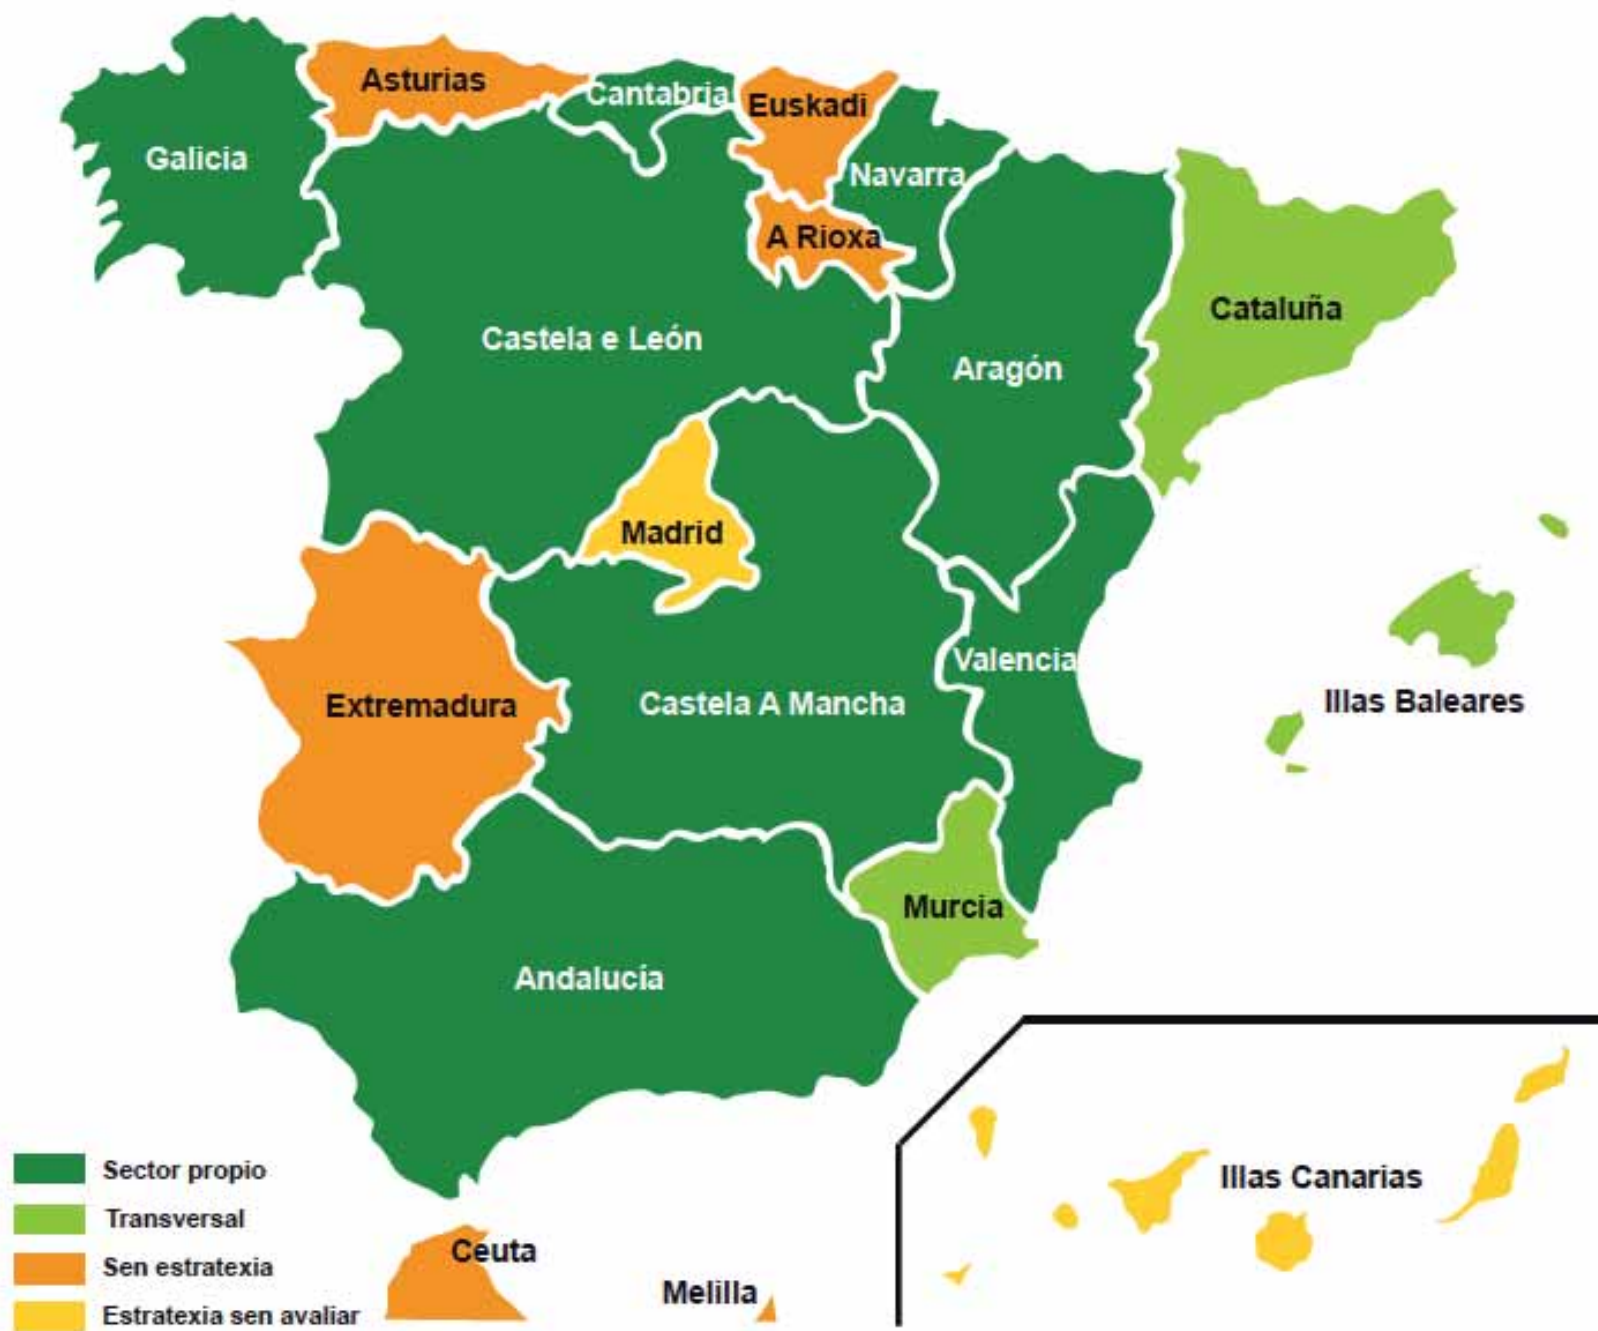 Asturias
Cantabria
Euskadi
Galicia
Navarra
A Rioxa
Cataluña
Castela e León
Aragón
Madrid
Valencia
Illas Baleares
Extremadura
Castela A Mancha
Murcia
Andalucía
Sector propio
Transversal
Sen estratexia
Estratexia sen avaliar
Ceuta
Melilla
Illas Canarias